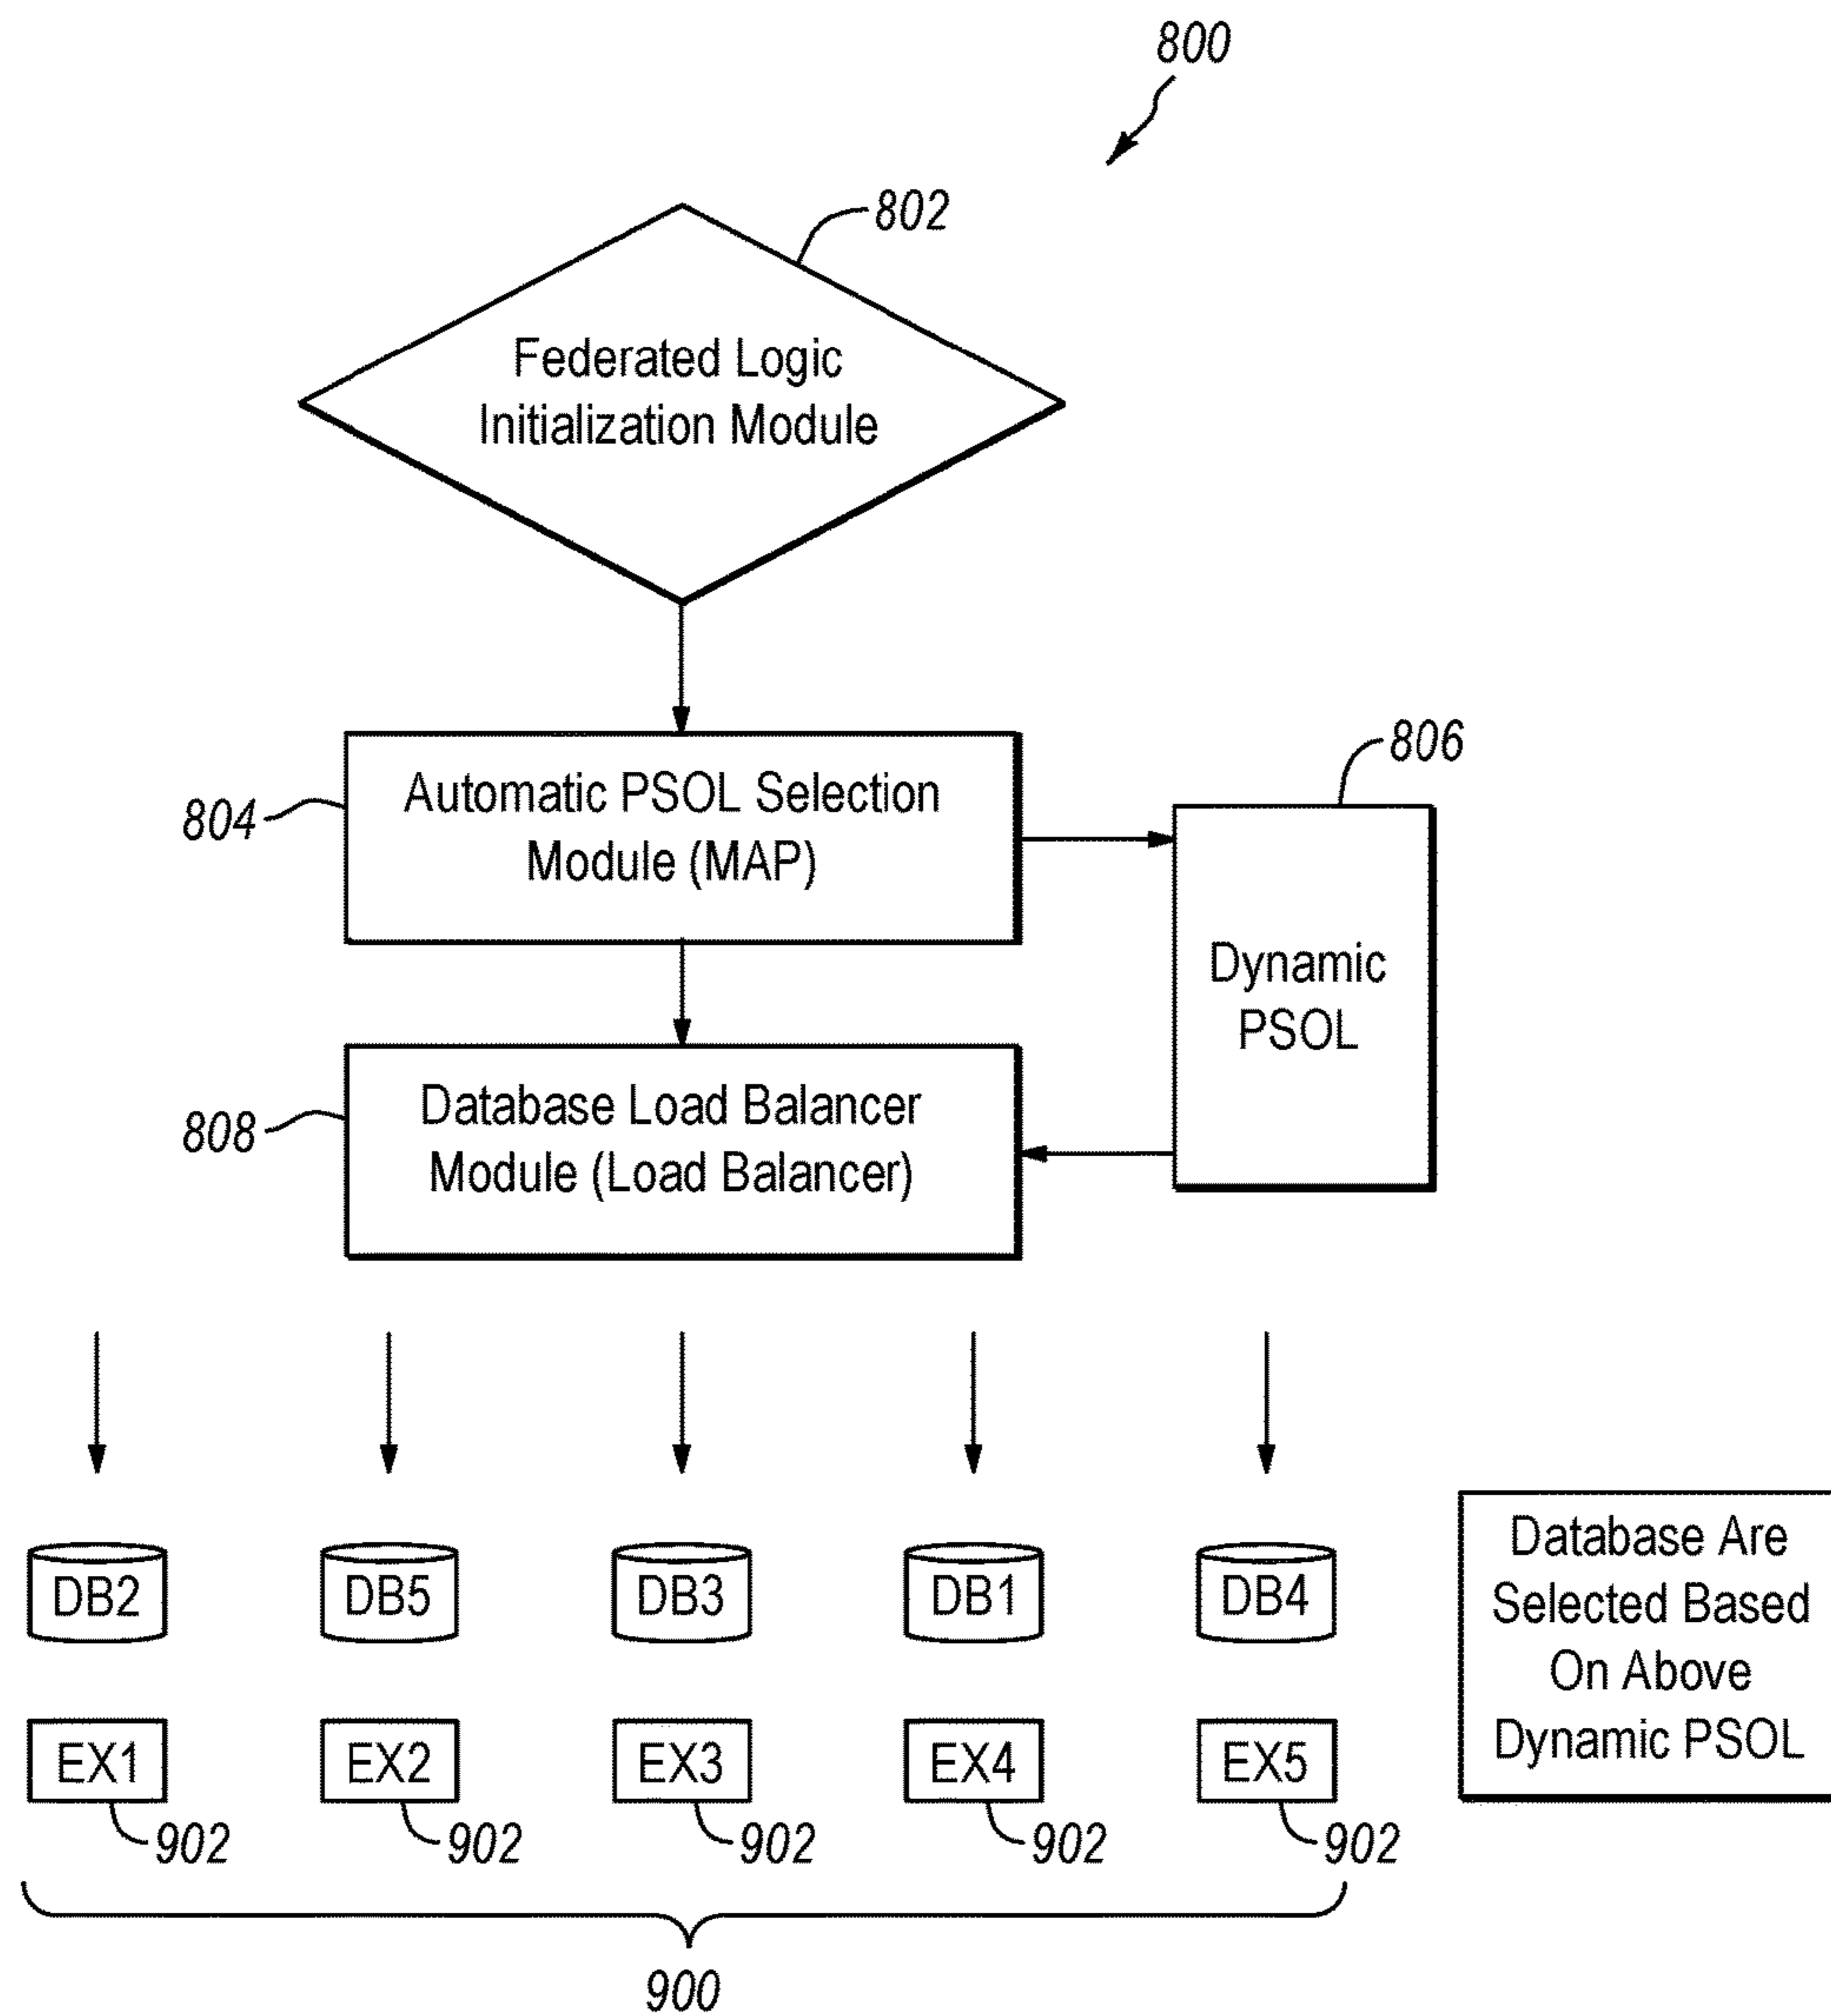 800
802
Federated Logic
Initialization Module
804
Automatic PSOL Selection
Module (MAP)
806
Dynamic
PSOL
808
Database Load Balancer
Module (Load Balancer)
DB2
DB5
DB3
DB1
DB4
Database Are
Selected Based
On Above
Dynamic PSOL
EX1
EX2
EX3
EX4
EX5
902
902
902
902
902
900